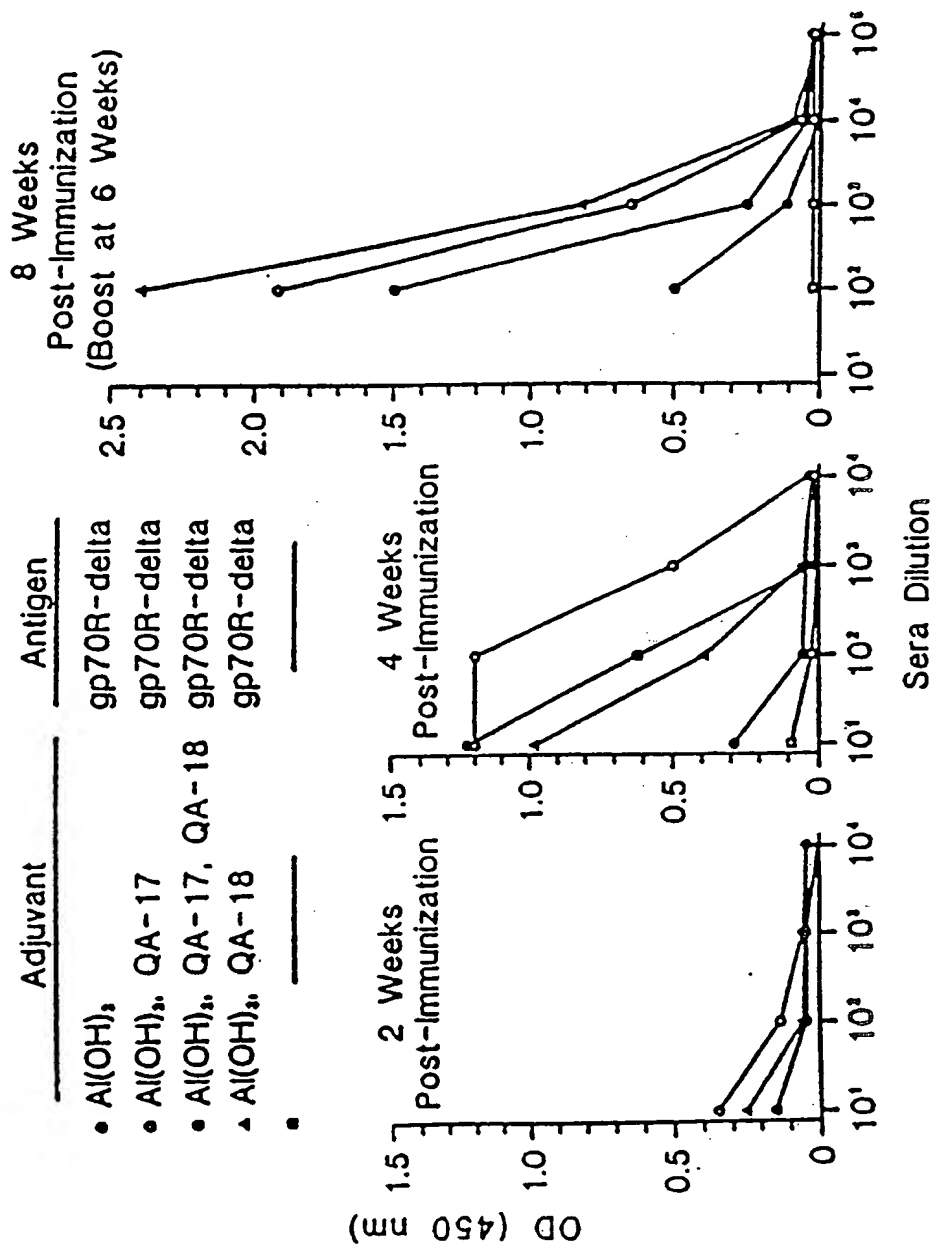 Adjuvant Antigen
Al(OH)₃ gp70R-delta
Al(OH)₃, QA-17 gp70R-delta
Al(OH)₃, QA-17, QA-18 gp70R-delta
Al(OH)₃, QA-18 gp70R-delta
2 Weeks
Post-Immunization
1.5
1.0
0.5
0
10¹ 10² 10³ 10⁴
4 Weeks
Post-Immunization
1.5
1.0
0.5
0
10¹ 10² 10³ 10⁴
8 Weeks
Post-Immunization
(Boost at 6 Weeks)
2.5
2.0
1.5
1.0
0.5
0
10¹ 10² 10³ 10⁴ 10⁵
OD (450 nm)
Sera Dilution